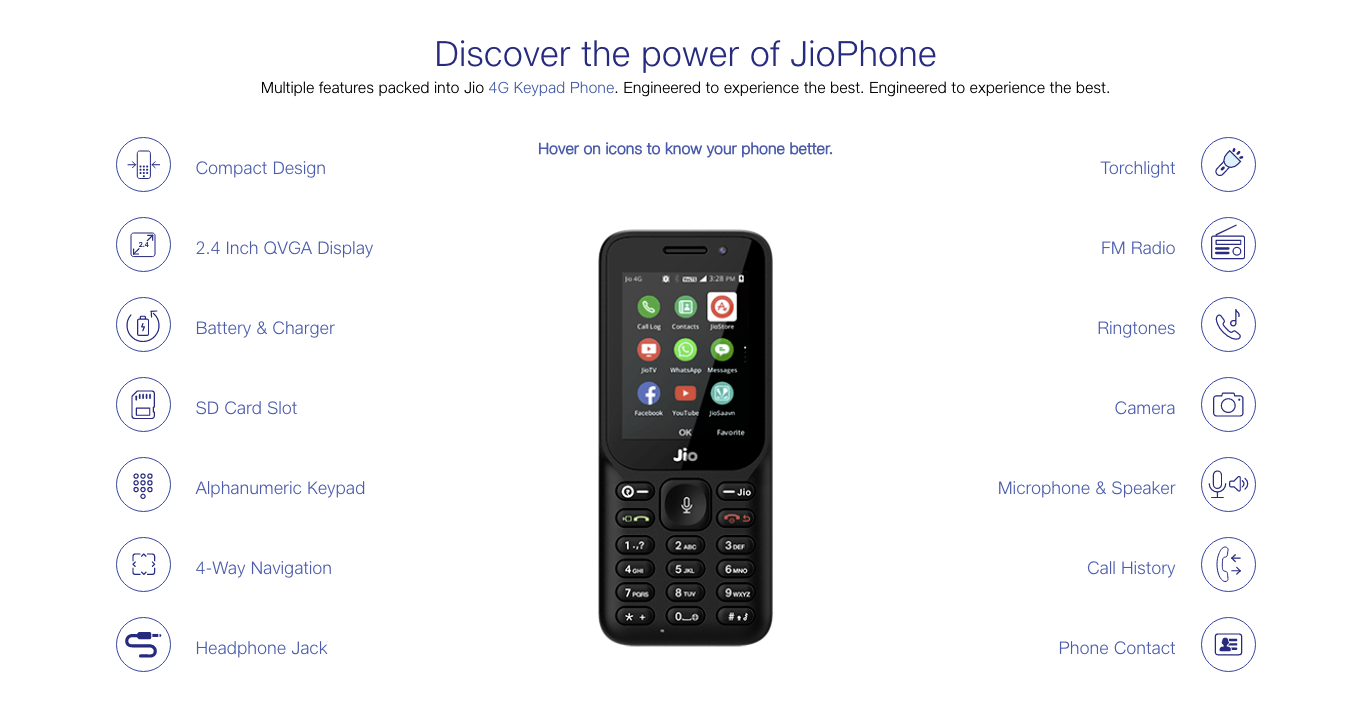 Discover the power of JioPhone
Multiple features packed into Jio 4G Keypad Phone. Engineered to experience the best. Engineered to experience the best.
Hover on icons to know your phone better.
Compact Design
2.4
2.4 Inch QVGA Display
Battery & Charger
SD Card Slot
Alphanumeric Keypad
4-Way Navigation
Headphone Jack
Jio 4G VoLTE 3:28 PM
Call Log Contacts JioStore
JioTV WhatsApp Messages
Facebook YouTube JioSaavn
OK Favorite
Jio
Jio
1 .,? 2 ABC 3 DEF
4 GHI 5 JKL 6 MNO
7 PQRS 8 TUV 9 WXYZ
* + 0 #
Torchlight
FM Radio
Ringtones
Camera
Microphone & Speaker
Call History
Phone Contact